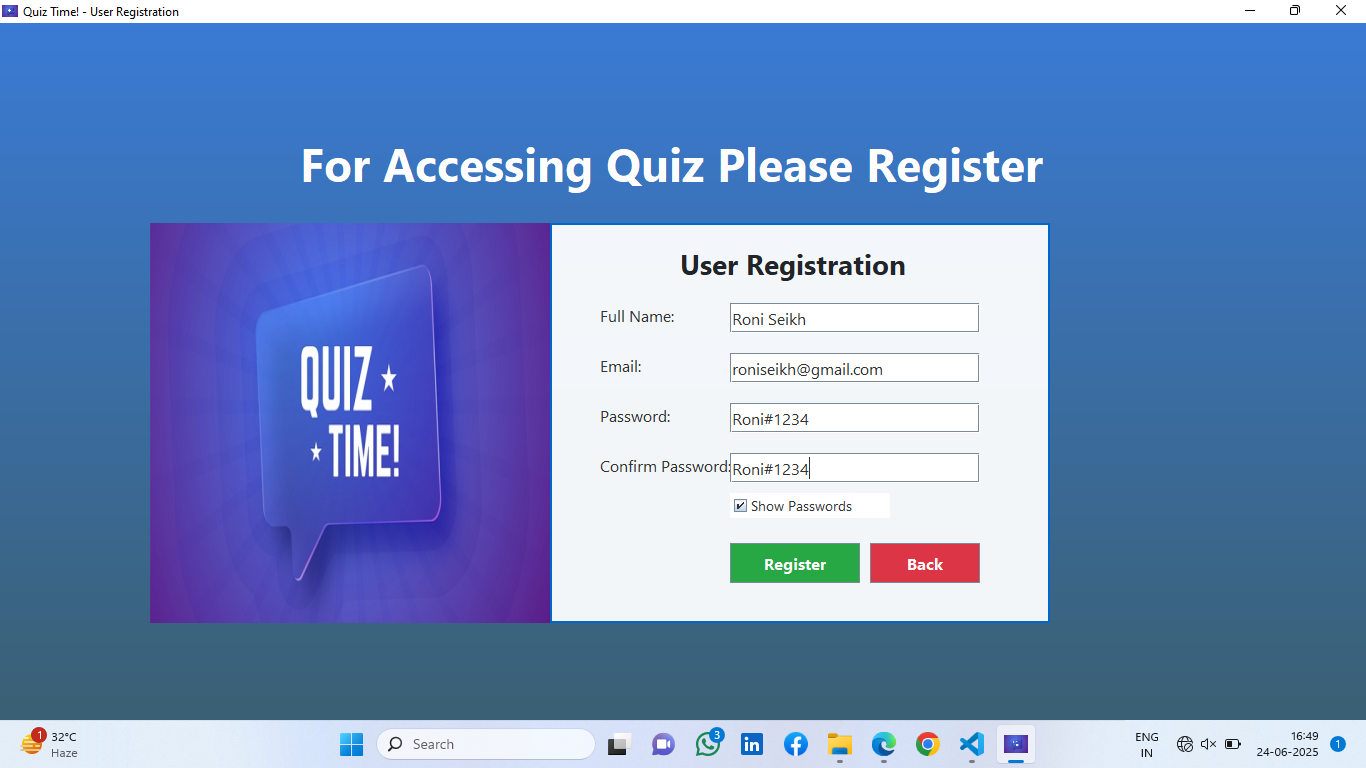 Quiz Time! - User Registration
For Accessing Quiz Please Register
QUIZ
TIME!
User Registration
Full Name: Roni Seikh
Email: roniseikh@gmail.com
Password: Roni#1234
Confirm Password: Roni#1234
Show Passwords
Register Back
1
32°C
Haze
Search
3
ENG
IN
16:49
24-06-2025
1